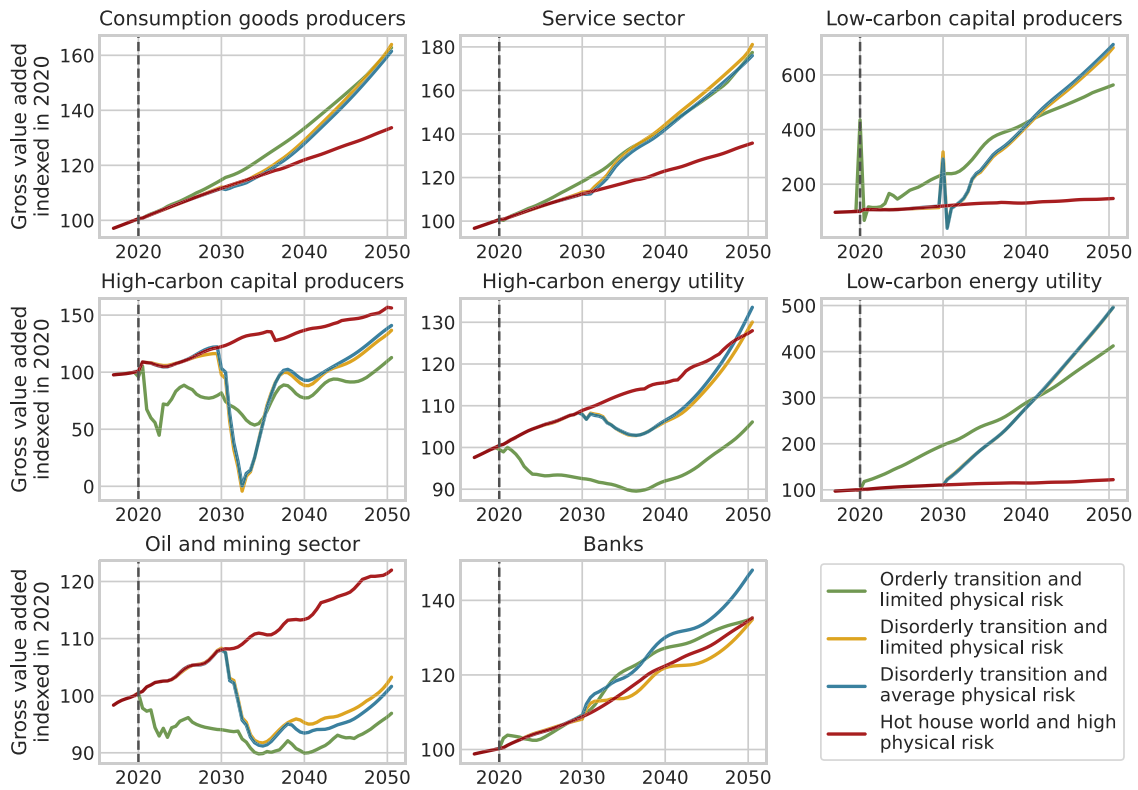 Consumption goods producers
Service sector
Low-carbon capital producers
Gross value added
indexed in 2020
160
140
120
100
180
160
140
120
100
600
400
200
2020 2030 2040 2050
2020 2030 2040 2050
2020 2030 2040 2050
High-carbon capital producers
High-carbon energy utility
Low-carbon energy utility
Gross value added
indexed in 2020
150
100
50
0
130
120
110
100
90
500
400
300
200
100
2020 2030 2040 2050
2020 2030 2040 2050
2020 2030 2040 2050
Oil and mining sector
Banks
Gross value added
indexed in 2020
120
110
100
90
140
120
100
2020 2030 2040 2050
2020 2030 2040 2050
Orderly transition and
limited physical risk
Disorderly transition and
limited physical risk
Disorderly transition and
average physical risk
Hot house world and high
physical risk